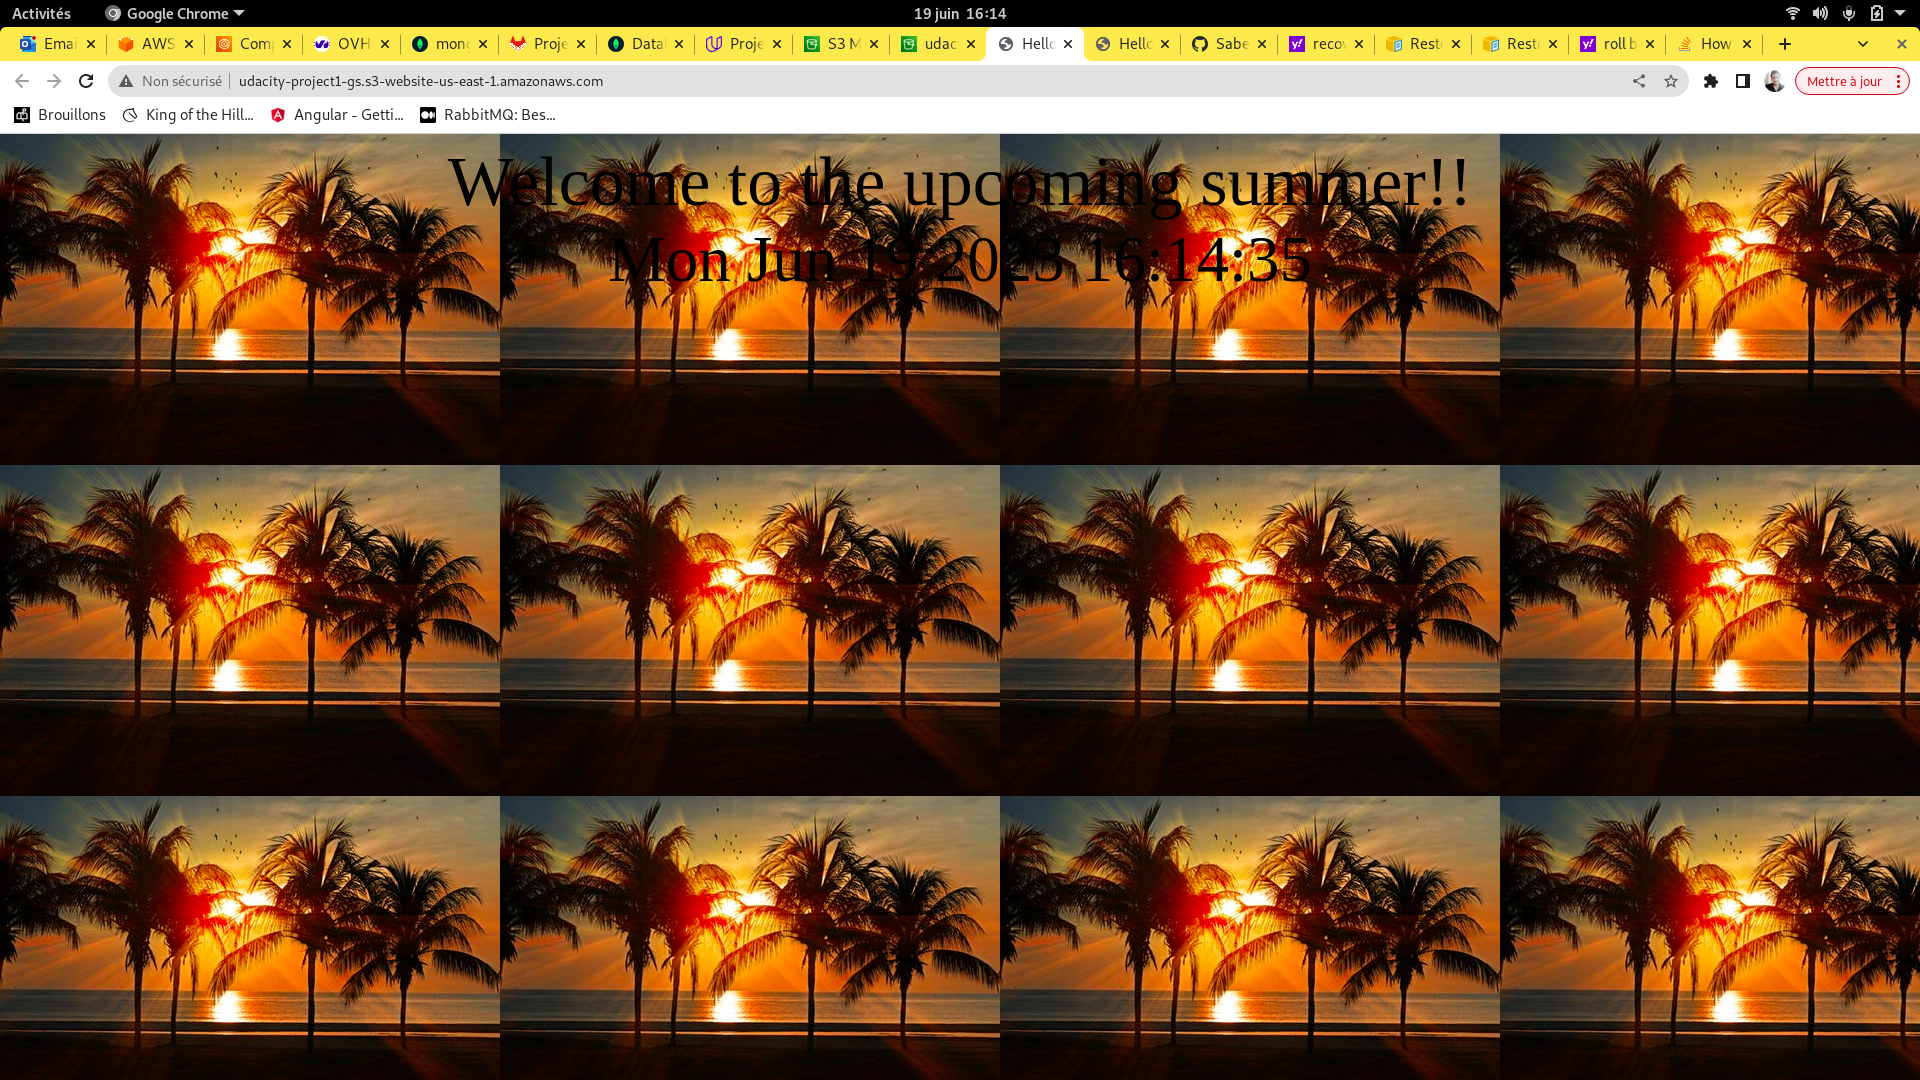 Activités Google Chrome 19 juin 16:14
Emai AWS Com OVH mon Proje Data Proje S3 M udac Hello Hello Sabe recov Rest Rest roll b How
Non sécurisé udacity-project1-gs.s3-website-us-east-1.amazonaws.com Mettre à jour
Brouillons King of the Hill... Angular - Getti... RabbitMQ: Bes...
Welcome to the upcoming summer!!
Mon Jun 19 2023 16:14:35